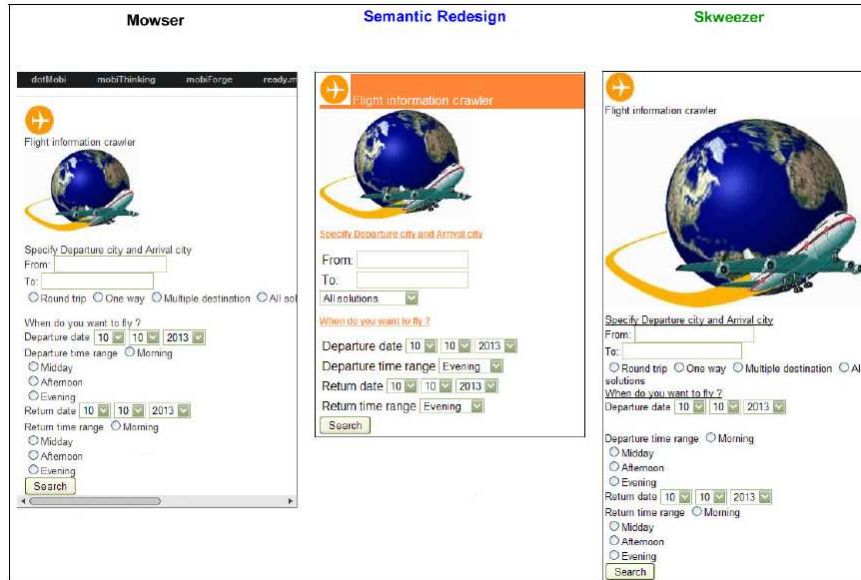 Mowser
dotMobi mobiThinking mobiForge ready.m
Flight information crawler
Specify Departure city and Arrival city
From:
To:
Round trip One way Multiple destination All sol
When do you want to fly ?
Departure date 10 10 2013
Departure time range Morning
Midday
Afternoon
Evening
Return date 10 10 2013
Return time range Morning
Midday
Afternoon
Evening
Search
Semantic Redesign
Flight information crawler
Specify Departure city and Arrival city
From:
To:
All solutions
When do you want to fly ?
Departure date 10 10 2013
Departure time range Evening
Return date 10 10 2013
Return time range Evening
Search
Skweezer
Flight information crawler
Specify Departure city and Arrival city
From:
To:
Round trip One way Multiple destination All
solutions
When do you want to fly ?
Departure date 10 10 2013
Departure time range Morning
Midday
Afternoon
Evening
Return date 10 10 2013
Return time range Morning
Midday
Afternoon
Evening
Search